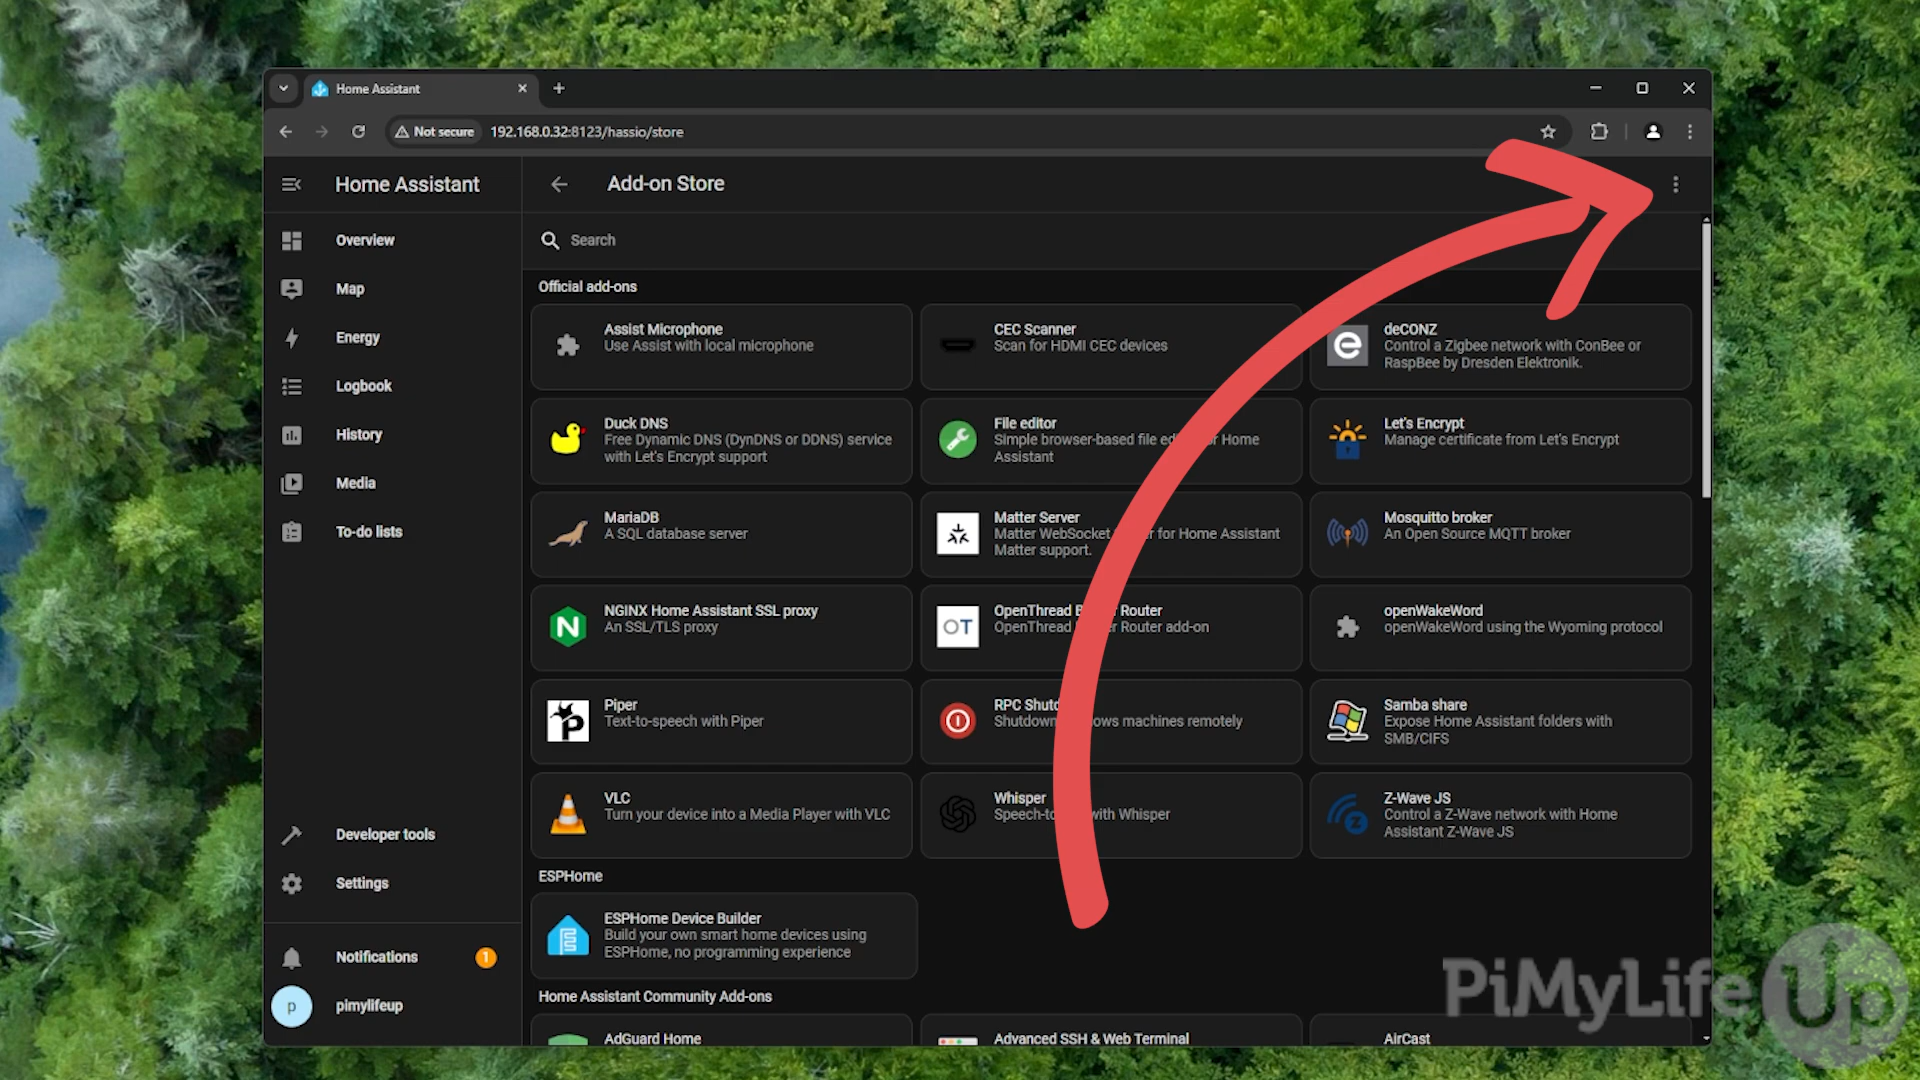 Home Assistant
Not secure
192.168.0.32:8123/hassio/store
Home Assistant
Add-on Store
Search
Overview
Map
Energy
Logbook
History
Media
To-do lists
Developer tools
Settings
Notifications
1
p
pimylifeup
Official add-ons
Assist Microphone
Use Assist with local microphone
CEC Scanner
Scan for HDMI CEC devices
deCONZ
Control a Zigbee network with ConBee or
RaspBee by Dresden Elektronik.
Duck DNS
Free Dynamic DNS (DynDNS or DDNS) service
with Let's Encrypt support
File editor
Simple browser-based file Home
Assistant
Let's Encrypt
Manage certificate from Let's Encrypt
MariaDB
A SQL database server
Matter Server
Matter WebSocket for Home Assistant
Matter support.
Mosquitto broker
An Open Source MQTT broker
N
NGINX Home Assistant SSL proxy
An SSL/TLS proxy
OT
OpenThread Router
OpenThread Router add-on
openWakeWord
openWakeWord using the Wyoming protocol
P
Piper
Text-to-speech with Piper
RPC
machines remotely
Samba share
Expose Home Assistant folders with
SMB/CIFS
VLC
Turn your device into a Media Player with VLC
Whisper
with Whisper
Z-Wave JS
Control a Z-Wave network with Home
Assistant Z-Wave JS
ESPHome
ESPHome Device Builder
Build your own smart home devices using
ESPHome, no programming experience
Home Assistant Community Add-ons
AdGuard Home
Advanced SSH & Web Terminal
AirCast
PiMyLifeUp